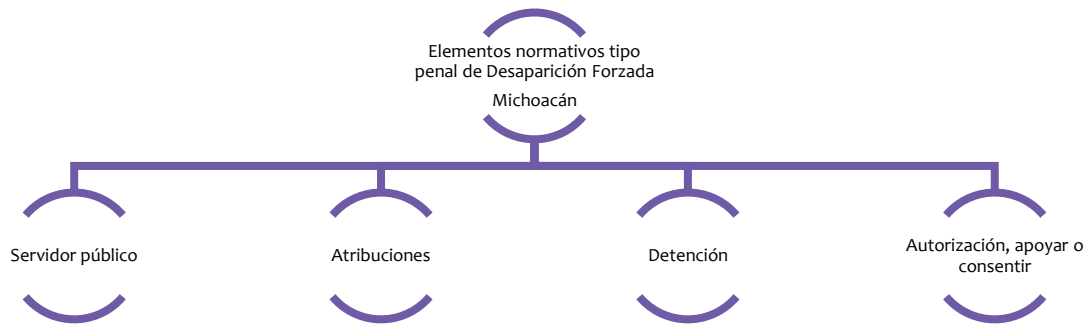 Elementos normativos tipo
penal de Desaparición Forzada
Michoacán
Servidor público
Atribuciones
Detención
Autorización, apoyar o
consentir